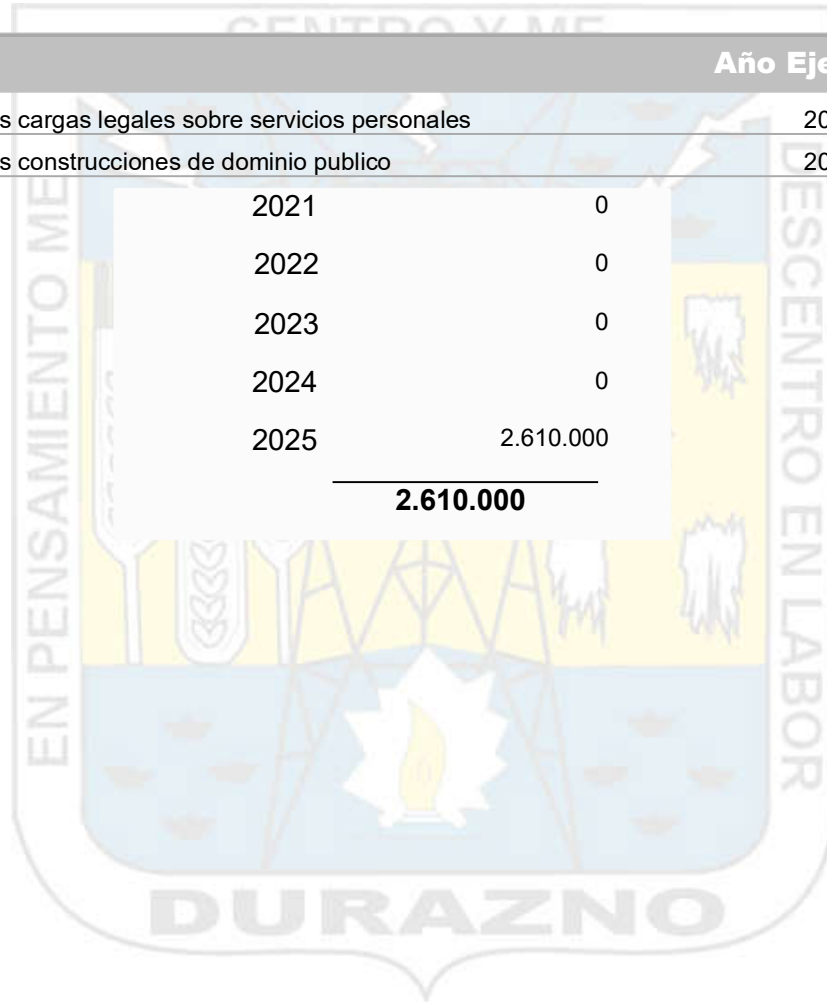 CENTRO Y ME
Año Eje
s cargas legales sobre servicios personales 20
s construcciones de dominio publico 20
2021 0
2022 0
2023 0
2024 0
2025 2.610.000
2.610.000
EN PENSAMIENTO ME
DESCENTRO EN LABOR
DURAZNO